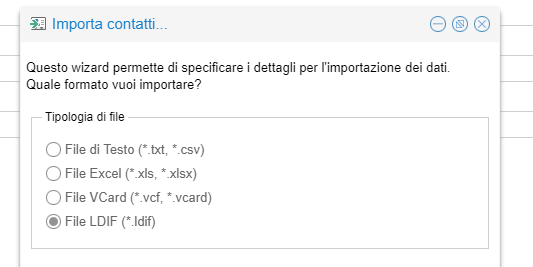 Importa contatti...
Questo wizard permette di specificare i dettagli per l'importazione dei dati.
Quale formato vuoi importare?
Tipologia di file
File di Testo (*.txt, *.csv)
File Excel (*.xls, *.xlsx)
File VCard (*.vcf, *.vcard)
File LDIF (*.ldif)